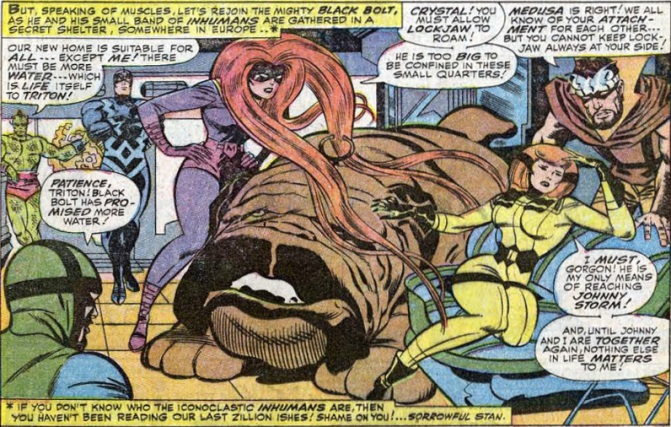 BUT, SPEAKING OF MUSCLES, LET'S REJOIN THE MIGHTY BLACK BOLT,
AS HE AND HIS SMALL BAND OF INHUMANS ARE GATHERED IN A
SECRET SHELTER, SOMEWHERE IN EUROPE..*
OUR NEW HOME IS SUITABLE FOR
ALL--- EXCEPT ME! THERE
MUST BE MORE
WATER---WHICH
IS LIFE ITSELF
TO TRITON!
PATIENCE,
TRITON! BLACK
BOLT HAS PRO-
MISED MORE
WATER!
CRYSTAL! YOU
MUST ALLOW
LOCKJAW TO
ROAM!
HE IS TOO BIG TO
BE CONFINED IN THESE
SMALL QUARTERS!
MEDUSA IS RIGHT! WE ALL
KNOW OF YOUR ATTACH-
MENT FOR EACH OTHER...
BUT YOU CANNOT KEEP LOCK-
JAW ALWAYS AT YOUR SIDE!
I MUST,
GORGON! HE IS
MY ONLY MEANS
OF REACHING
JOHNNY
STORM!
AND, UNTIL JOHNNY
AND I ARE TOGETHER
AGAIN, NOTHING ELSE
IN LIFE MATTERS
TO ME!
* IF YOU DON'T KNOW WHO THE ICONOCLASTIC INHUMANS ARE, THEN
YOU HAVEN'T BEEN READING OUR LAST ZILLION ISHES! SHAME ON YOU!...SORROWFUL STAN.